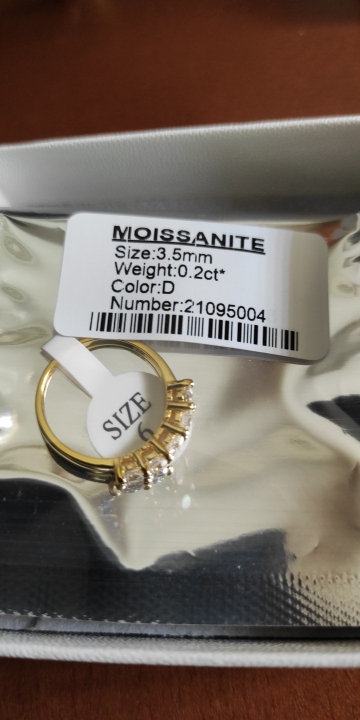 MOISSANITE
Size:3.5mm
Weight:0.2ct*
Color:D
Number:21095004
SIZE
6